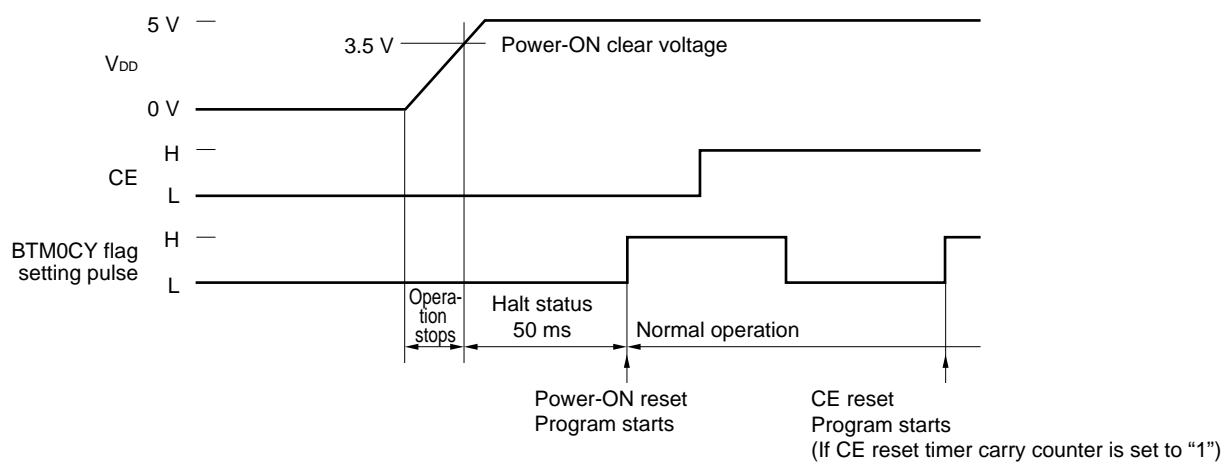 5 V
3.5 V
Power-ON clear voltage
VDD
0 V
H
CE
L
H
BTM0CY flag
setting pulse
L
Opera-
tion
stops
Halt status
50 ms
Normal operation
Power-ON reset
Program starts
CE reset
Program starts
(If CE reset timer carry counter is set to “1”)